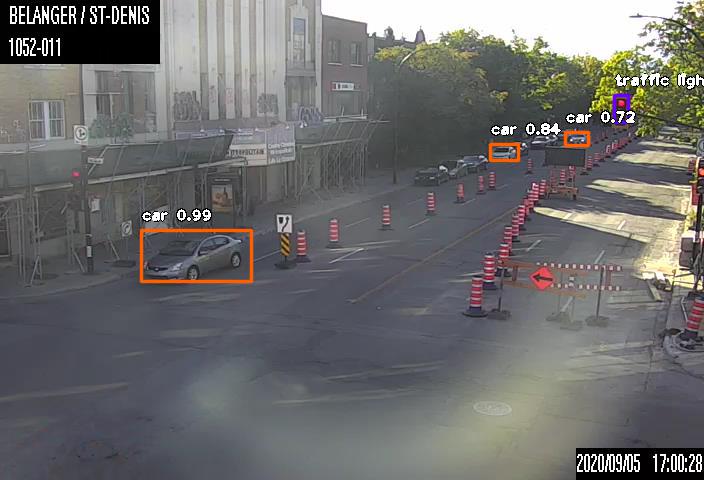 BELANGER / ST-DENIS
1052-011
traffic ligh
car 0.72
car 0.84
car 0.99
2020/09/05 17:00:28